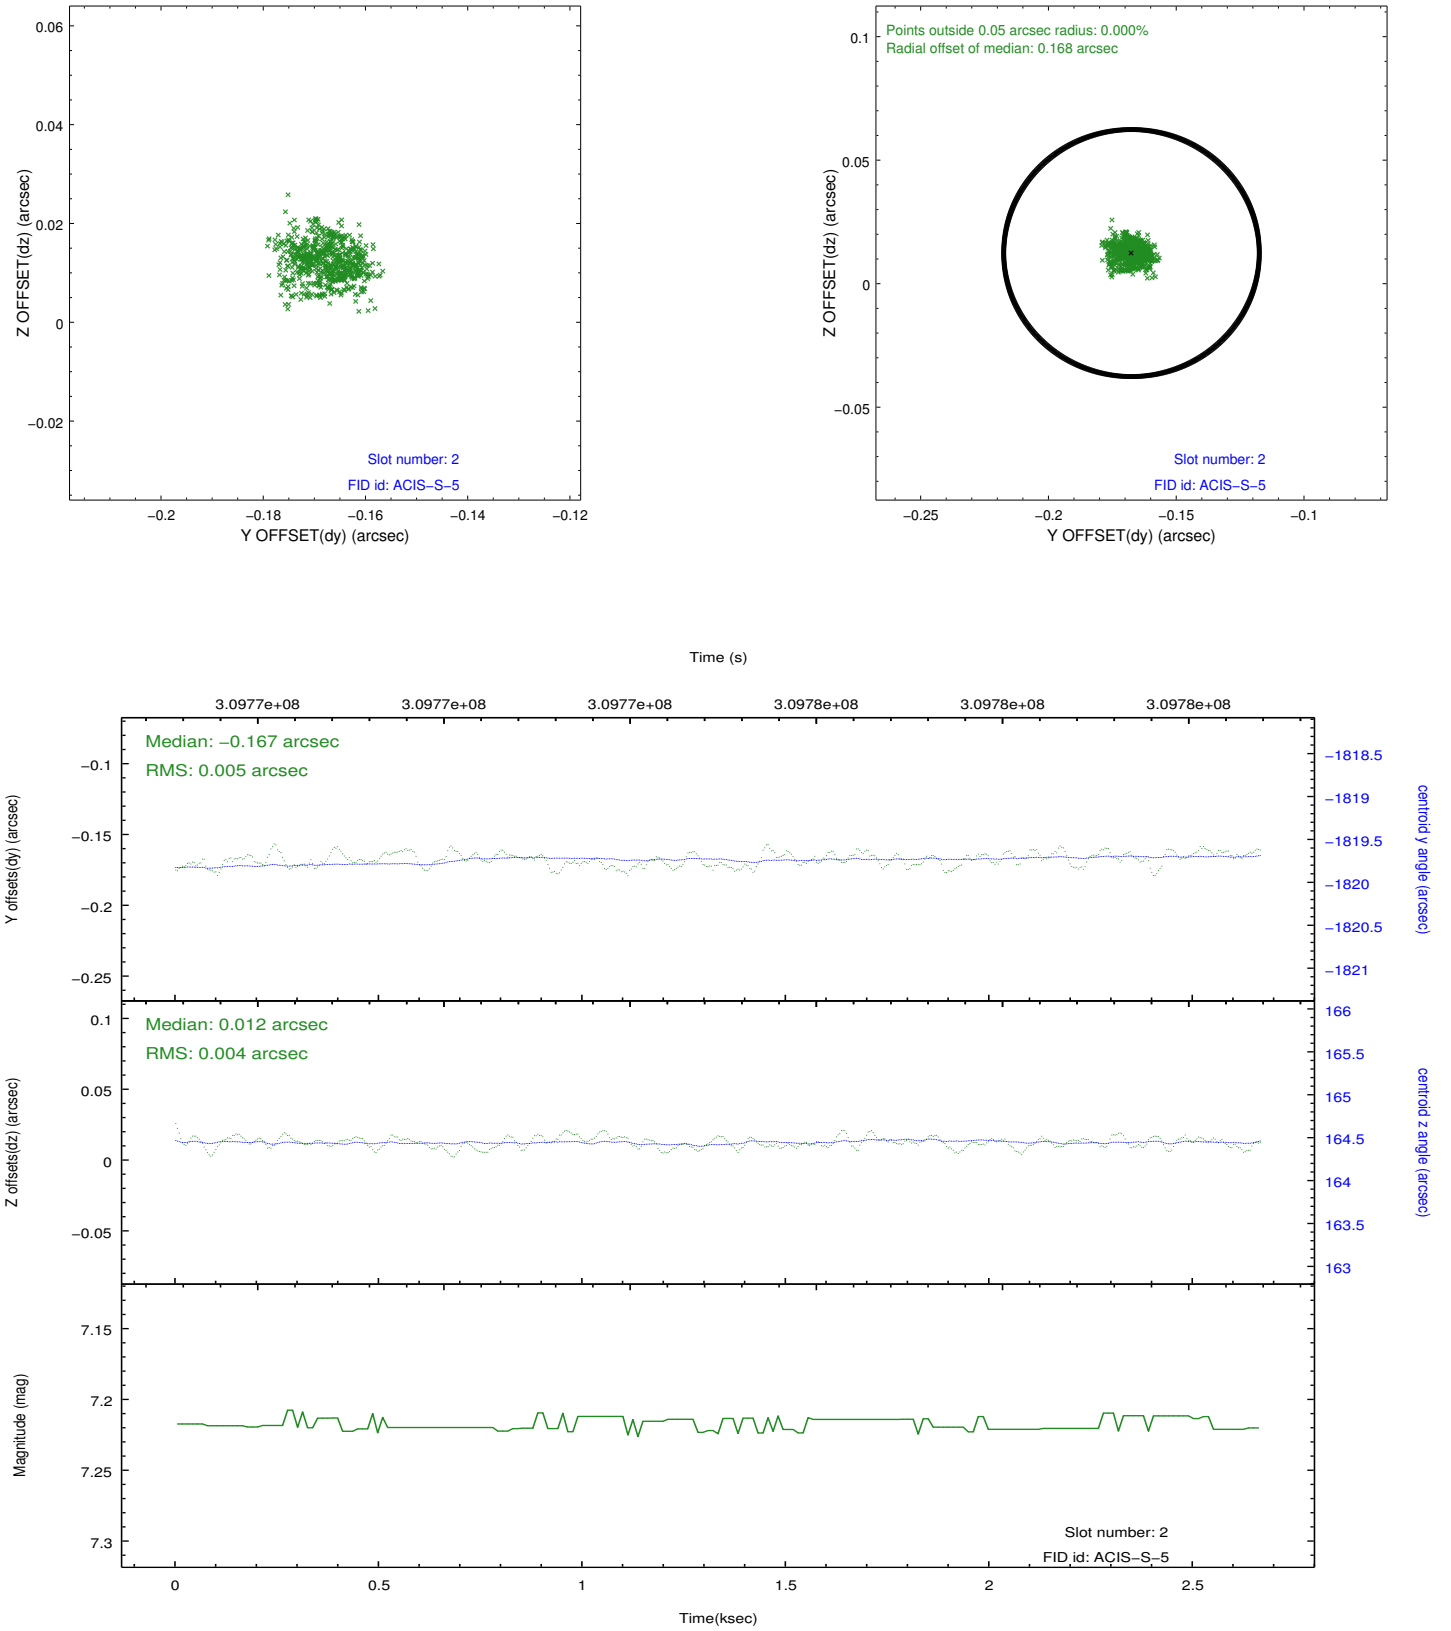 0.06
0.04
0.02
0
−0.02
Z OFFSET(dz) (arcsec)
Slot number: 2
FID id: ACIS−S−5
−0.2
−0.18
−0.16
−0.14
−0.12
Y OFFSET(dy) (arcsec)
Points outside 0.05 arcsec radius: 0.000%
Radial offset of median: 0.168 arcsec
0.1
0.05
0
−0.05
Z OFFSET(dz) (arcsec)
Slot number: 2
FID id: ACIS−S−5
−0.25
−0.2
−0.15
−0.1
Y OFFSET(dy) (arcsec)
Time (s)
3.0977e+08
3.0977e+08
3.0977e+08
3.0978e+08
3.0978e+08
3.0978e+08
Median: −0.167 arcsec
RMS: 0.005 arcsec
−0.1
−0.15
−0.2
−0.25
Y offsets(dy) (arcsec)
−1818.5
−1819
−1819.5
−1820
−1820.5
−1821
centroid y angle (arcsec)
Median: 0.012 arcsec
RMS: 0.004 arcsec
0.1
0.05
0
−0.05
Z offsets(dz) (arcsec)
166
165.5
165
164.5
164
163.5
163
centroid z angle (arcsec)
7.15
7.2
7.25
7.3
Magnitude (mag)
Slot number: 2
FID id: ACIS−S−5
0
0.5
1
1.5
2
2.5
Time(ksec)